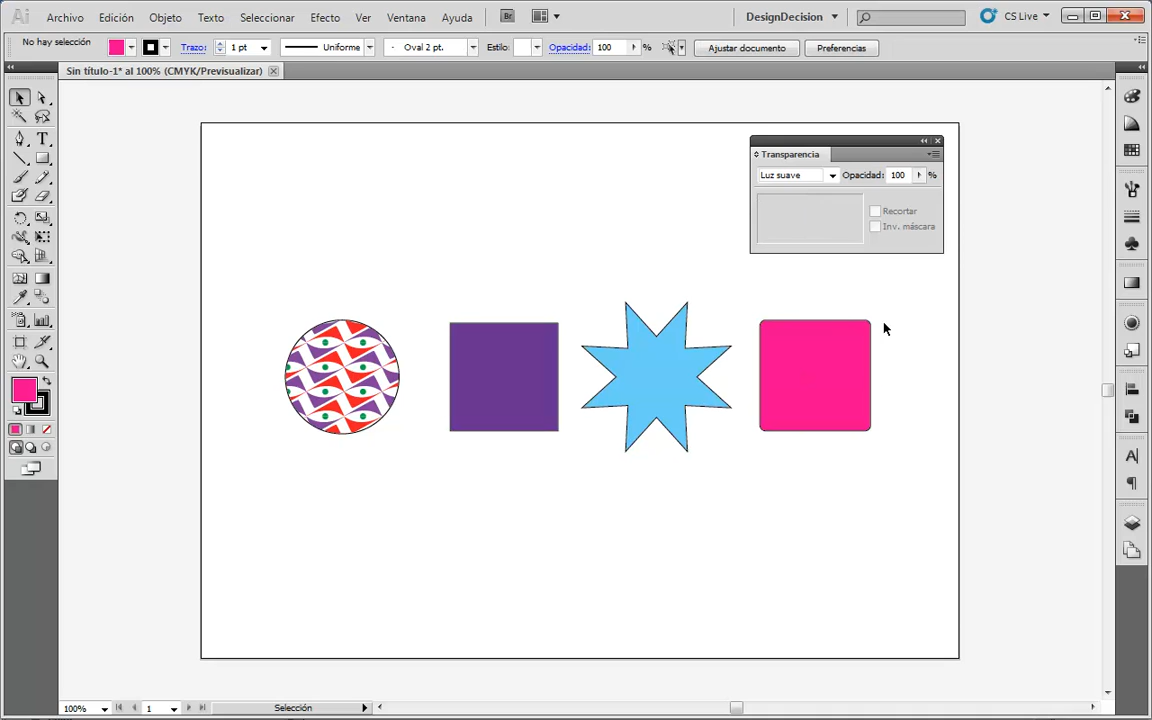 Ai Archivo Edición Objeto Texto Seleccionar Efecto Ver Ventana Ayuda Br DesignDecision CS Live
No hay selección Trazo: 1 pt Uniforme Oval 2 pt. Estilo: Opacidad: 100 % Ajustar documento Preferencias
Sin título-1* al 100% (CMYK/Previsualizar)
Transparencia
Luz suave Opacidad: 100 %
Recortar
Inv. máscara
100% 1 Selección